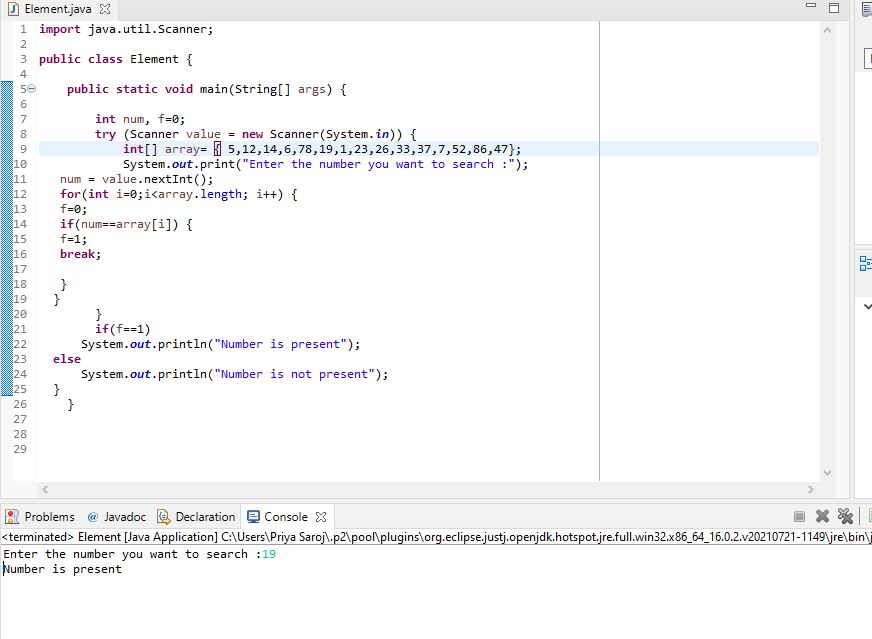 Element.java
1 import java.util.Scanner;
2
3 public class Element {
4
5 public static void main(String[] args) {
6
7 int num, f=0;
8 try (Scanner value = new Scanner(System.in)) {
9 int[] array= { 5,12,14,6,78,19,1,23,26,33,37,7,52,86,47};
10 System.out.print("Enter the number you want to search :");
11 num = value.nextInt();
12 for(int i=0;i<array.length; i++) {
13 f=0;
14 if(num==array[i]) {
15 f=1;
16 break;
17
18 }
19 }
20 }
21 if(f==1)
22 System.out.println("Number is present");
23 else
24 System.out.println("Number is not present");
25 }
26 }
27
28
29
Problems @ Javadoc Declaration Console
<terminated> Element [Java Application] C:\Users\Priya Saroj\.p2\pool\plugins\org.eclipse.justj.openjdk.hotspot.jre.full.win32.x86_64_16.0.2.v20210721-1149\jre\bin\j
Enter the number you want to search :19
Number is present